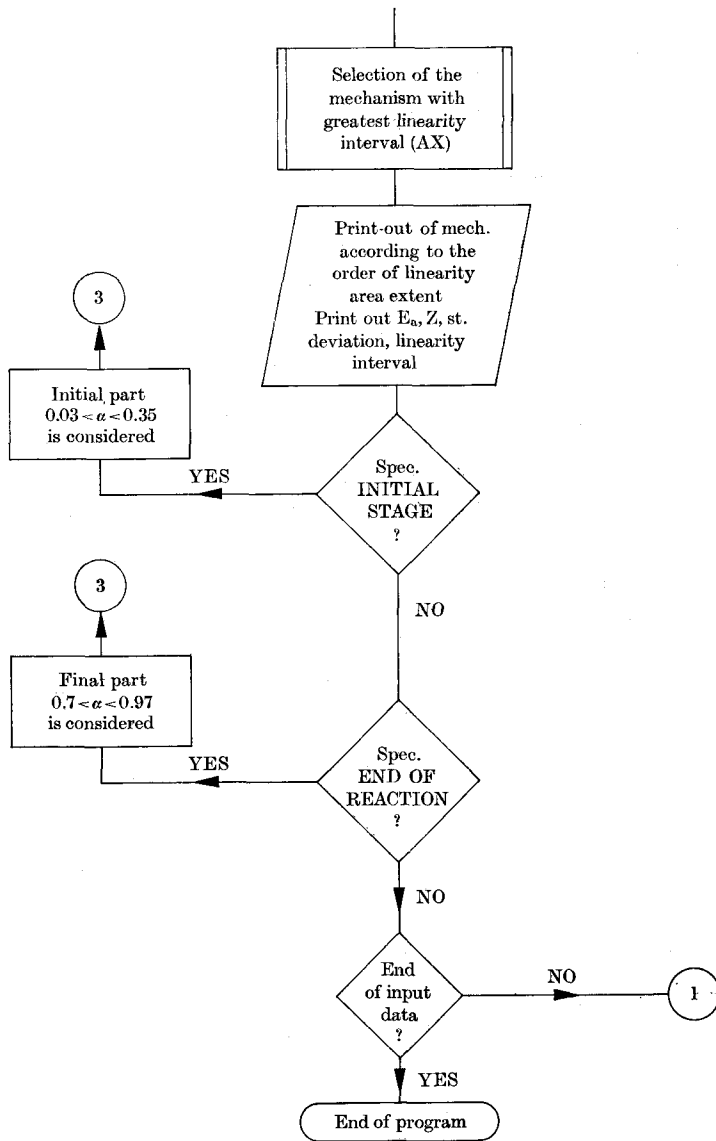 Selection of the
mechanism with
greatest linearity
interval (AX)
Print-out of mech.
according to the
order of linearity
area extent
Print out Eₐ, Z, st.
deviation, linearity
interval
3
Initial part
0.03 < α < 0.35
is considered
YES
Spec.
INITIAL
STAGE
?
NO
3
Final part
0.7 < α < 0.97
is considered
YES
Spec.
END OF
REACTION
?
NO
End
of input
data
?
NO
1
YES
End of program